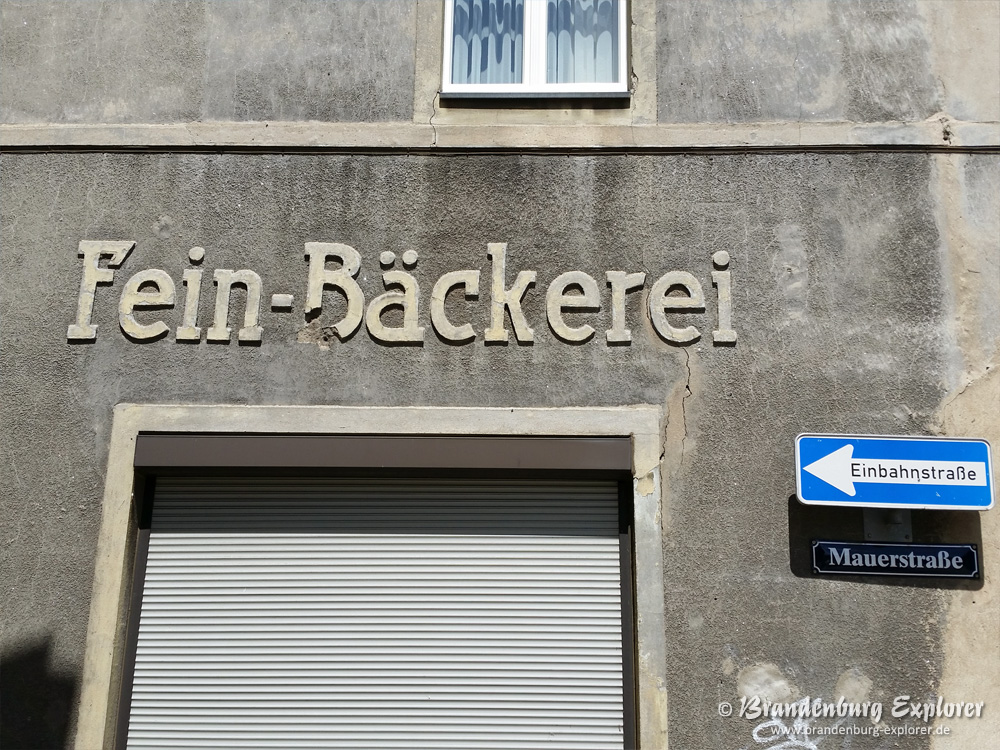 Fein-Bäckerei
Einbahnstraße
Mauerstraße
© Brandenburg Explorer
www.brandenburg-explorer.de